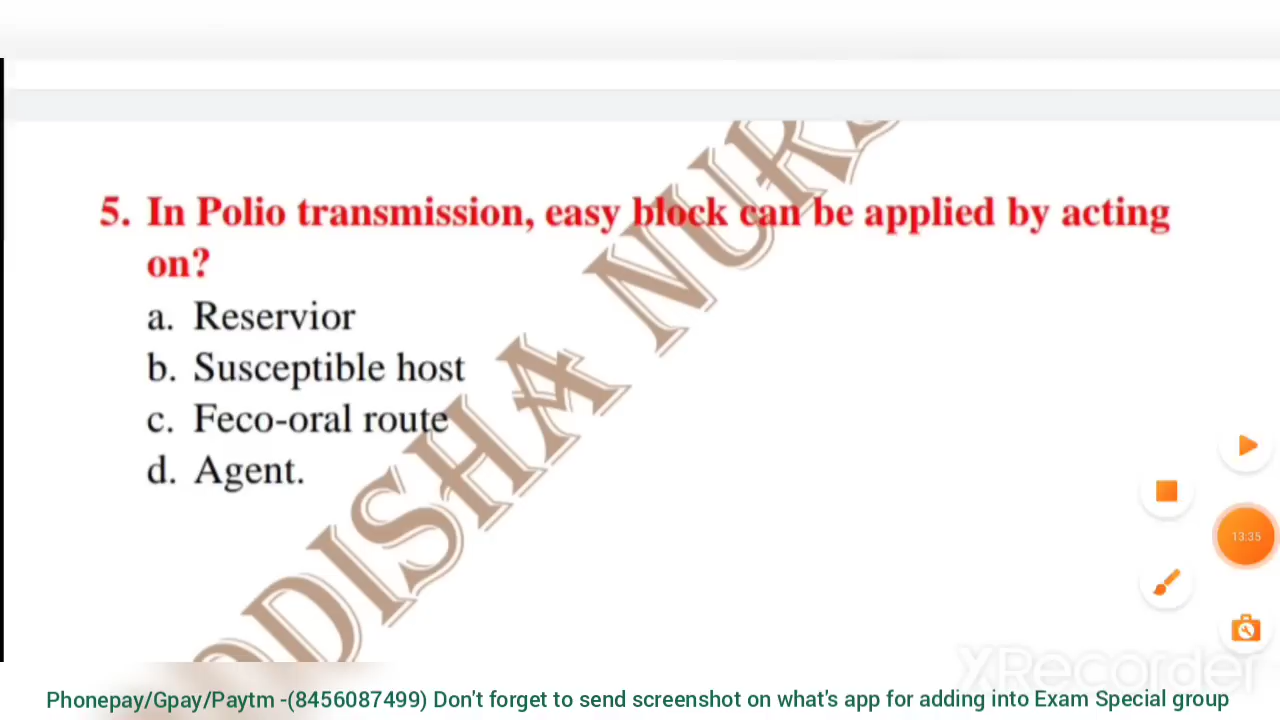 5. In Polio transmission, easy block can be applied by acting
on?
a. Reservior
b. Susceptible host
c. Feco-oral route
d. Agent.
ODISHA NURS
13:35
XRecorder
Phonepay/Gpay/Paytm -(8456087499) Don't forget to send screenshot on what's app for adding into Exam Special group